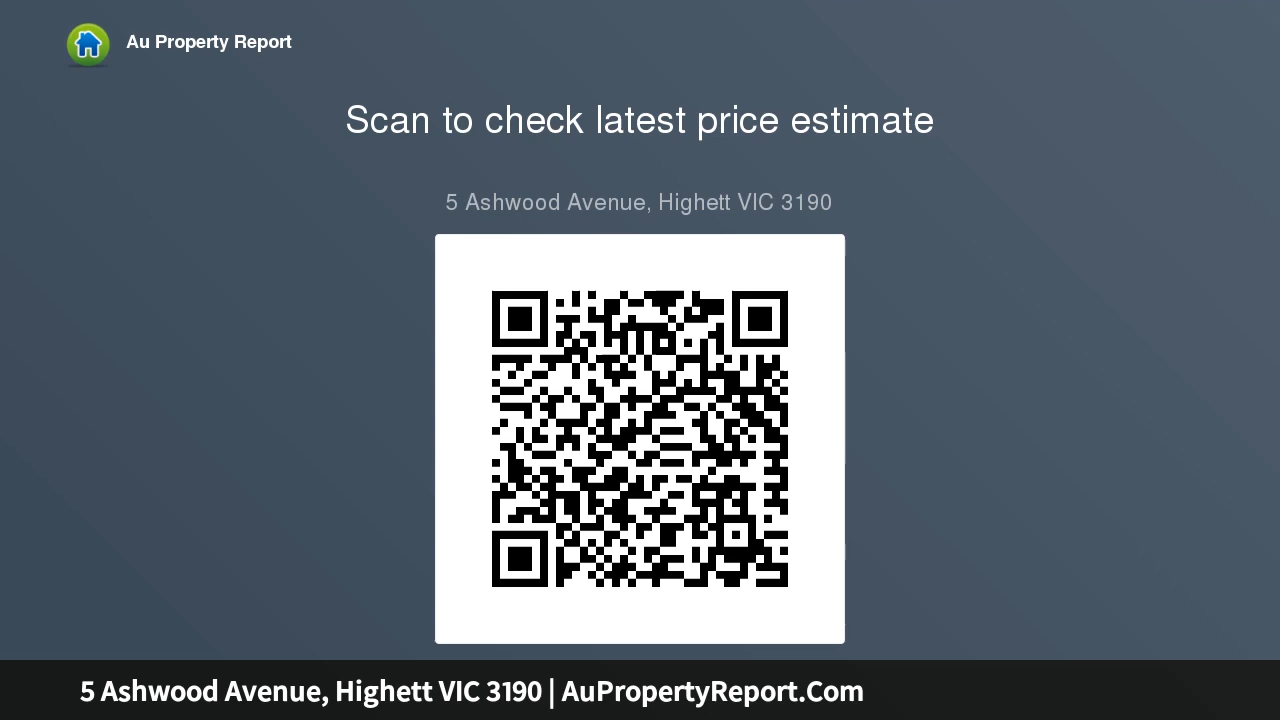 Au Property Report
Scan to check latest price estimate
5 Ashwood Avenue, Highett VIC 3190
5 Ashwood Avenue, Highett VIC 3190 | AuPropertyReport.Com